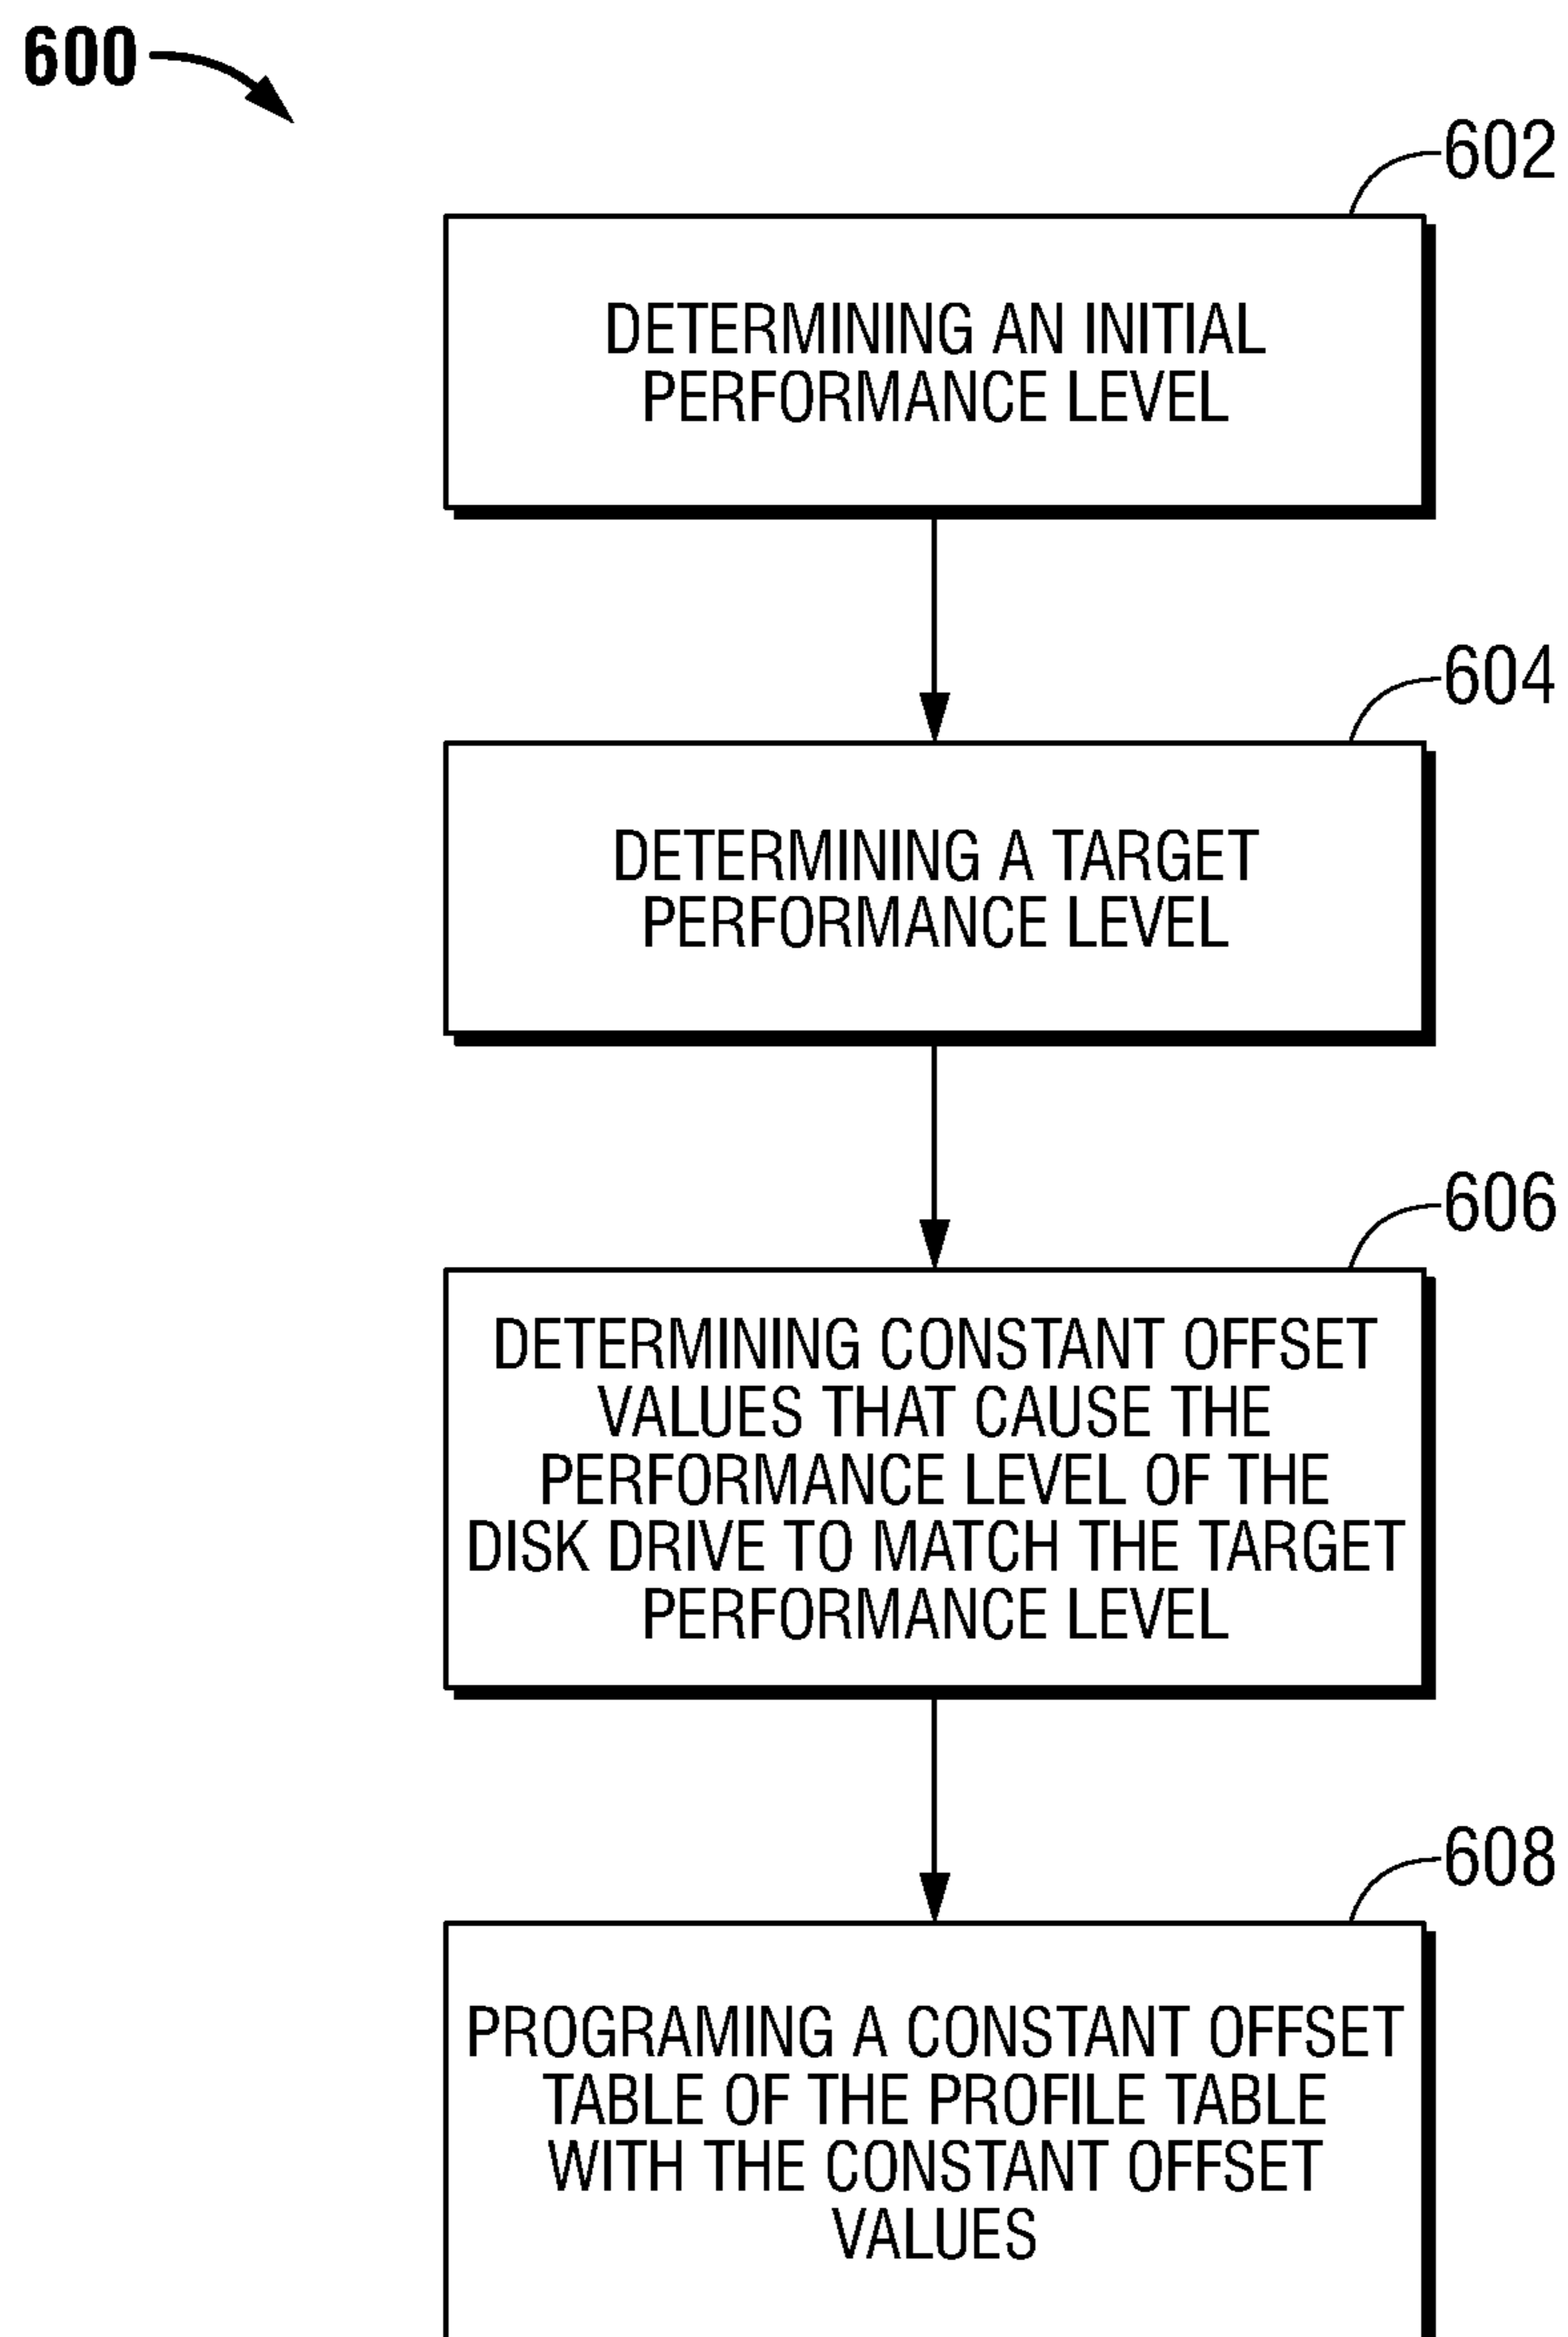 600
602
DETERMINING AN INITIAL
PERFORMANCE LEVEL
604
DETERMINING A TARGET
PERFORMANCE LEVEL
606
DETERMINING CONSTANT OFFSET
VALUES THAT CAUSE THE
PERFORMANCE LEVEL OF THE
DISK DRIVE TO MATCH THE TARGET
PERFORMANCE LEVEL
608
PROGRAMING A CONSTANT OFFSET
TABLE OF THE PROFILE TABLE
WITH THE CONSTANT OFFSET
VALUES